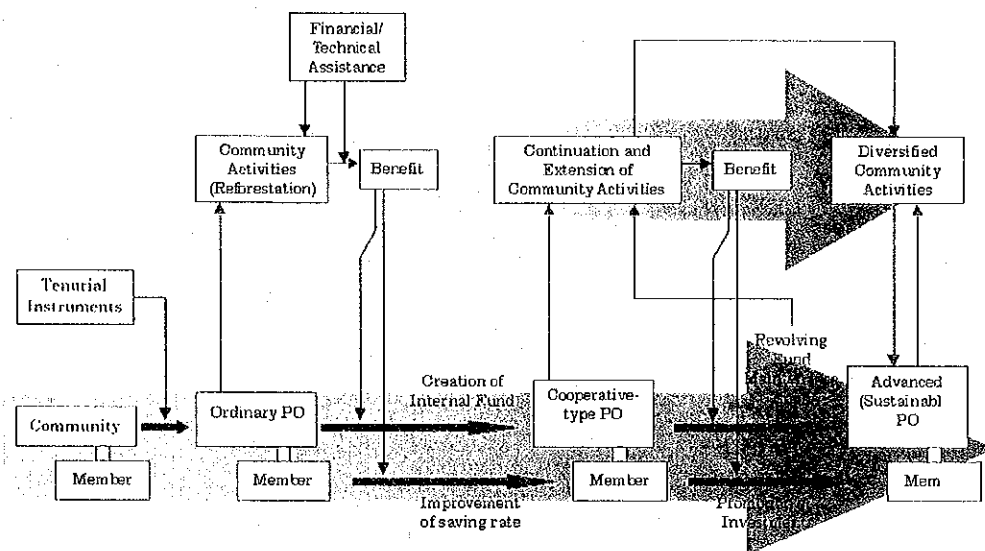 Financial/
Technical
Assistance
Community
Activities
(Reforestation)
Benefit
Continuation and
Extension of
Community Activities
Benefit
Diversified
Community
Activities
Tenurial
Instruments
Revolving
Fund
Creation of
Internal Fund
Community
Ordinary PO
Cooperative-
type PO
Advanced
(Sustainabl
PO
Member
Member
Member
Mem
Improvement
of saving rate
Investments